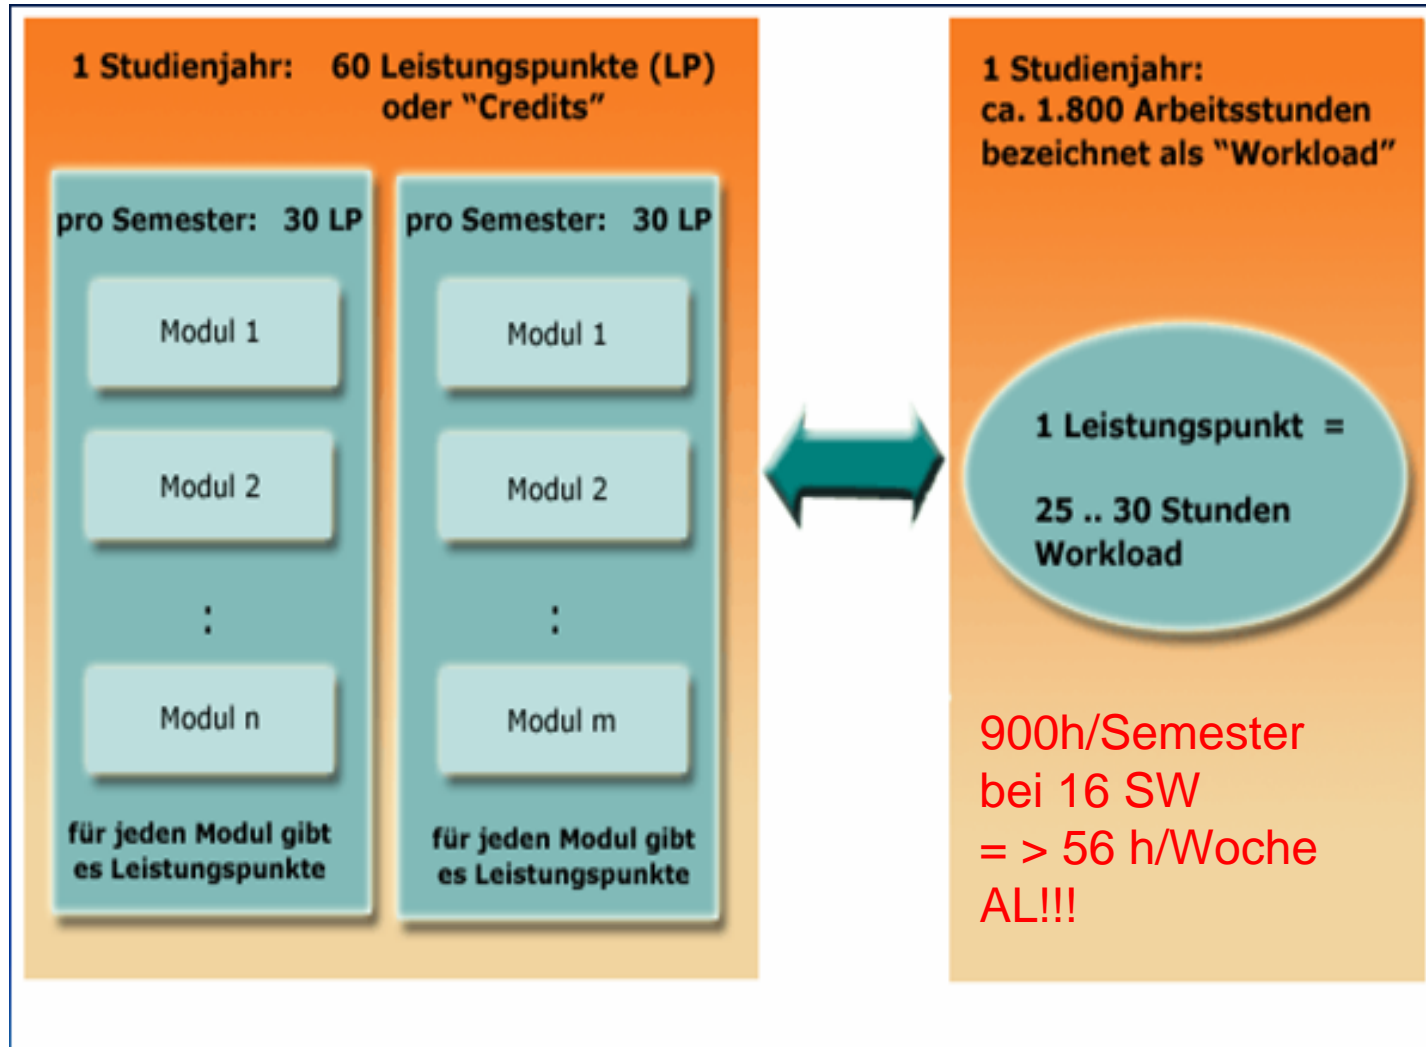 1 Studienjahr: 60 Leistungspunkte (LP)
oder “Credits”
pro Semester: 30 LP
Modul 1
Modul 2
:
Modul n
für jeden Modul gibt
es Leistungspunkte
pro Semester: 30 LP
Modul 1
Modul 2
:
Modul m
für jeden Modul gibt
es Leistungspunkte
1 Studienjahr:
ca. 1.800 Arbeitsstunden
bezeichnet als “Workload”
1 Leistungspunkt =
25 .. 30 Stunden
Workload
900h/Semester
bei 16 SW
= > 56 h/Woche
AL!!!